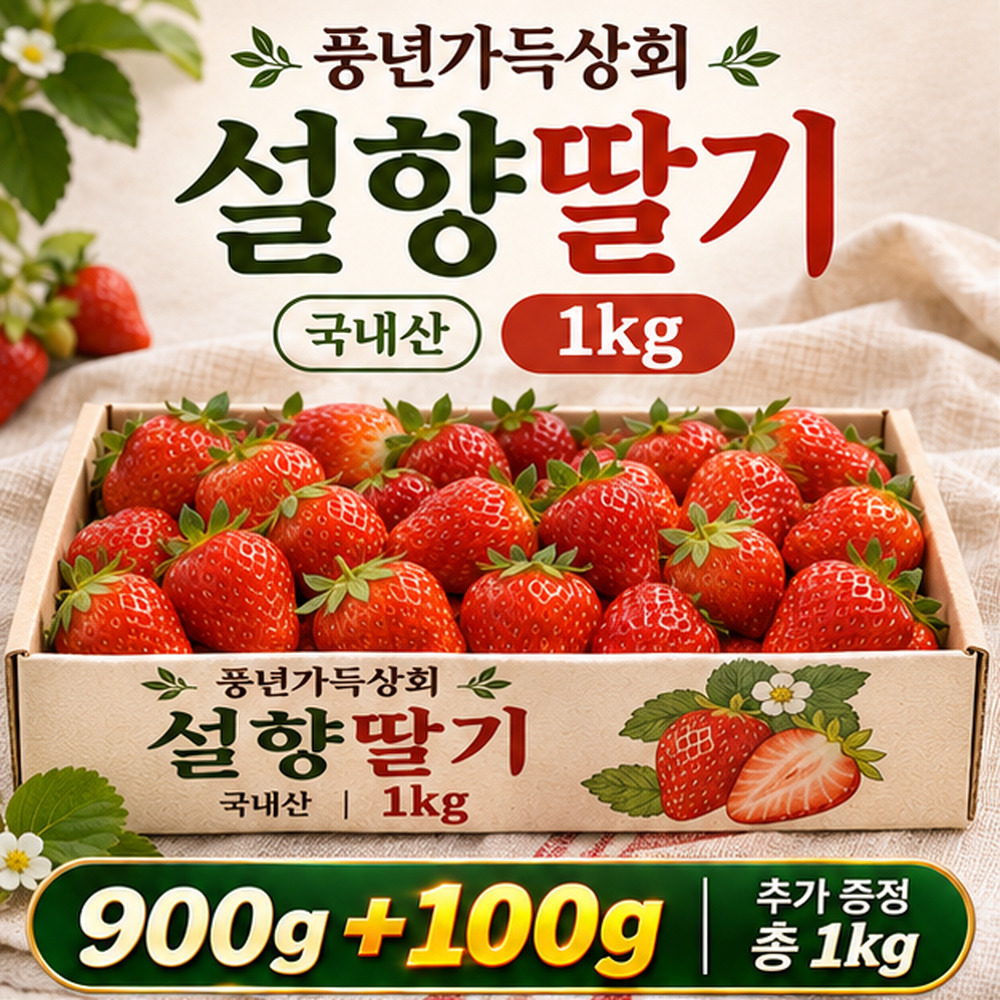 풍년가득상회
설향딸기
국내산 1kg
풍년가득상회
설향딸기
국내산 | 1kg
900g+100g | 추가 증정
총 1kg